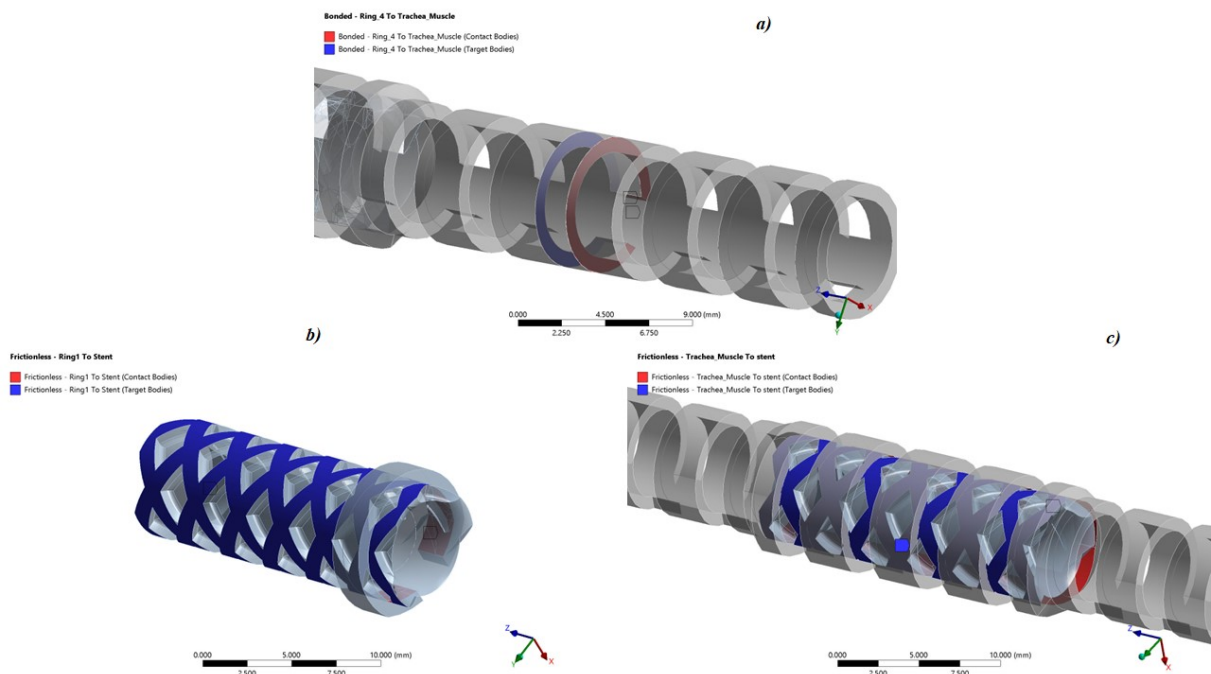 Bonded - Ring_4 To Trachea_Muscle
a)
Bonded - Ring_4 To Trachea_Muscle (Contact Bodies)
Bonded - Ring_4 To Trachea_Muscle (Target Bodies)
Z
X
Y
0.000 4.500 9.000 (mm)
2.250 6.750
b)
Frictionless - Ring1 To Stent
Frictionless - Ring1 To Stent (Contact Bodies)
Frictionless - Ring1 To Stent (Target Bodies)
Z
Y
X
0.000 5.000 10.000 (mm)
2.500 7.500
c)
Frictionless - Trachea_Muscle To stent
Frictionless - Trachea_Muscle To stent (Contact Bodies)
Frictionless - Trachea_Muscle To stent (Target Bodies)
Z
Y
X
0.000 5.000 10.000 (mm)
2.500 7.500